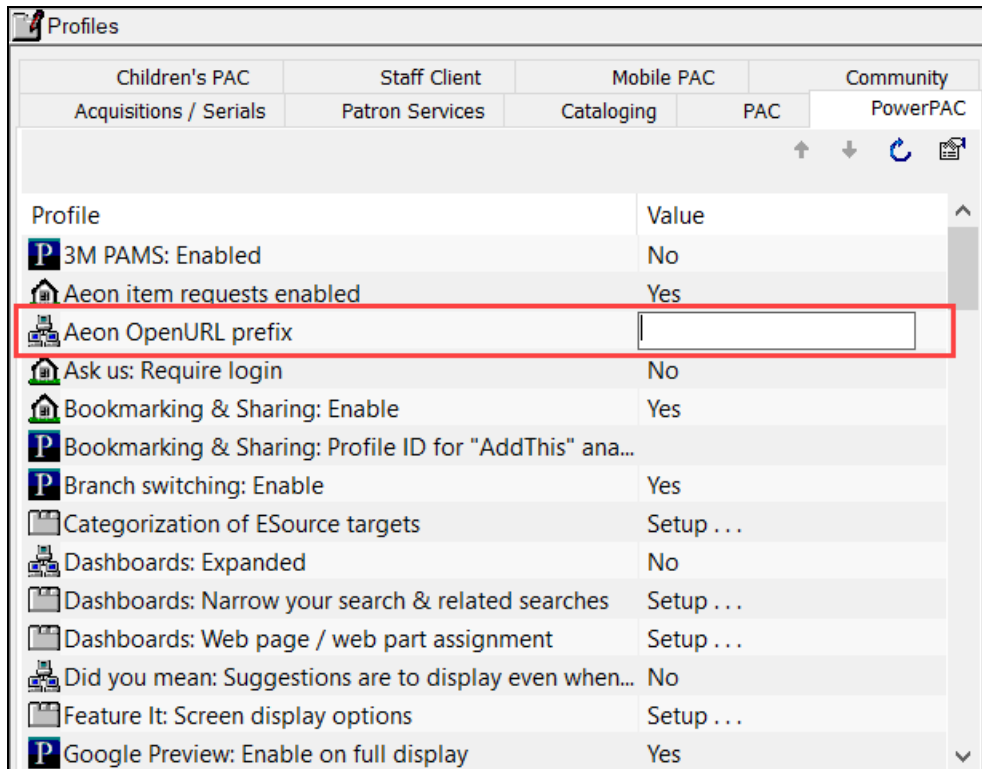 Profiles
Children's PAC Staff Client Mobile PAC Community
Acquisitions / Serials Patron Services Cataloging PAC PowerPAC
Profile Value
P 3M PAMS: Enabled No
Aeon item requests enabled Yes
Aeon OpenURL prefix
Ask us: Require login No
Bookmarking & Sharing: Enable Yes
P Bookmarking & Sharing: Profile ID for "AddThis" ana...
P Branch switching: Enable Yes
Categorization of ESource targets Setup . . .
Dashboards: Expanded No
Dashboards: Narrow your search & related searches Setup . . .
Dashboards: Web page / web part assignment Setup . . .
Did you mean: Suggestions are to display even when... No
Feature It: Screen display options Setup . . .
P Google Preview: Enable on full display Yes